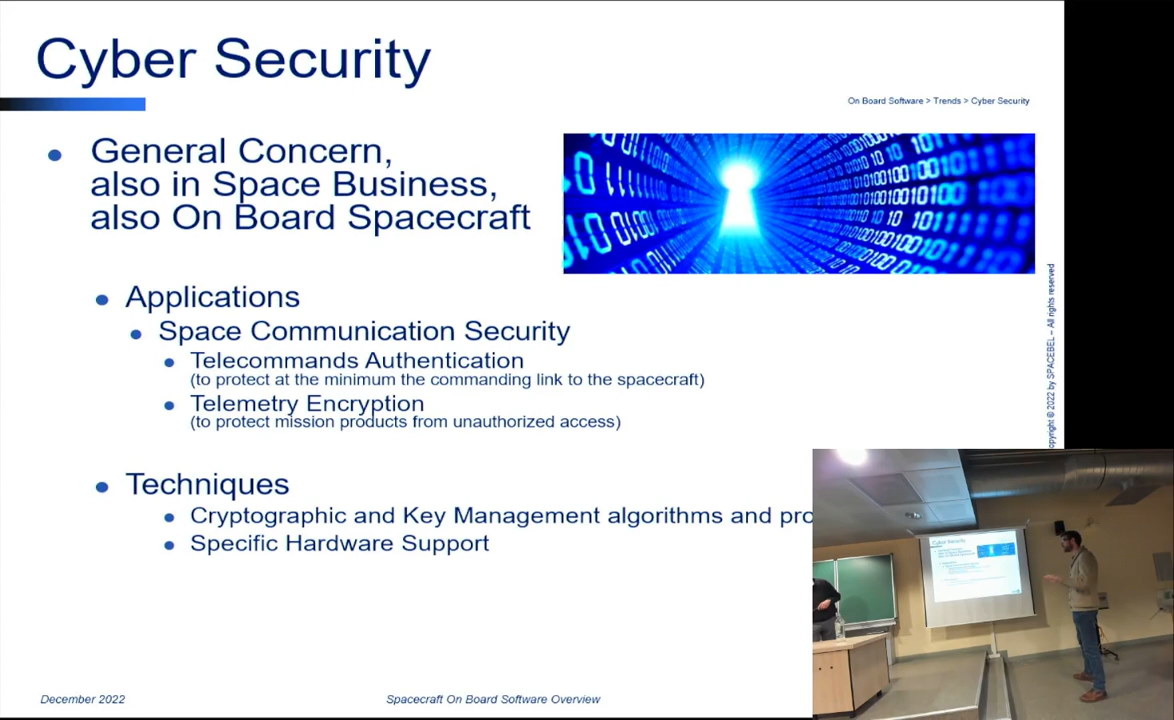 Cyber Security
On Board Software > Trends > Cyber Security
General Concern,
also in Space Business,
also On Board Spacecraft
Applications
Space Communication Security
Telecommands Authentication
(to protect at the minimum the commanding link to the spacecraft)
Telemetry Encryption
(to protect mission products from unauthorized access)
Techniques
Cryptographic and Key Management algorithms and pro
Specific Hardware Support
opyright © 2022 by SPACEBEL – All rights reserved
December 2022
Spacecraft On Board Software Overview
Cyber Security